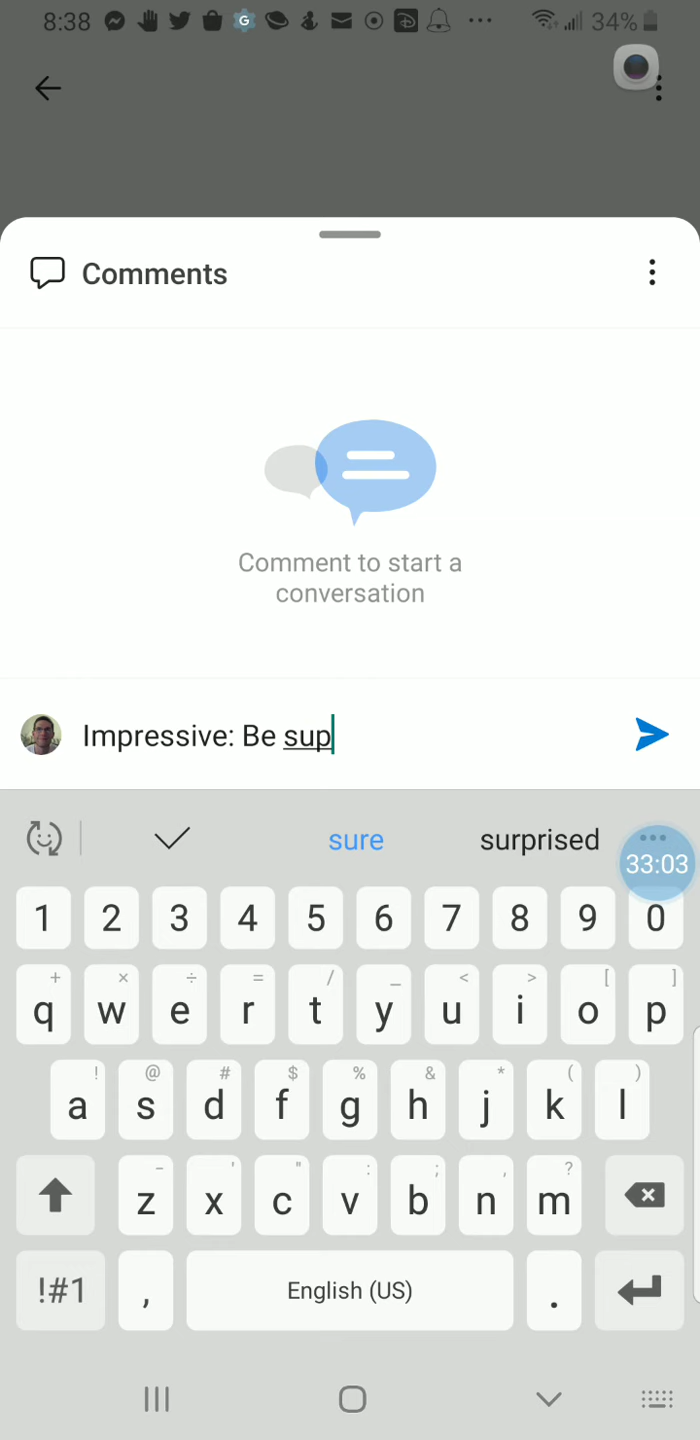 8:38 G 34%
Comments
Comment to start a
conversation
Impressive: Be sup
sure surprised
33:03
1 2 3 4 5 6 7 8 9 0
+ × ÷ = / _ < > [ ]
q w e r t y u i o p
! @ # $ % & * ( )
a s d f g h j k l
- ' " : ; , ?
z x c v b n m
!#1 , English (US) .